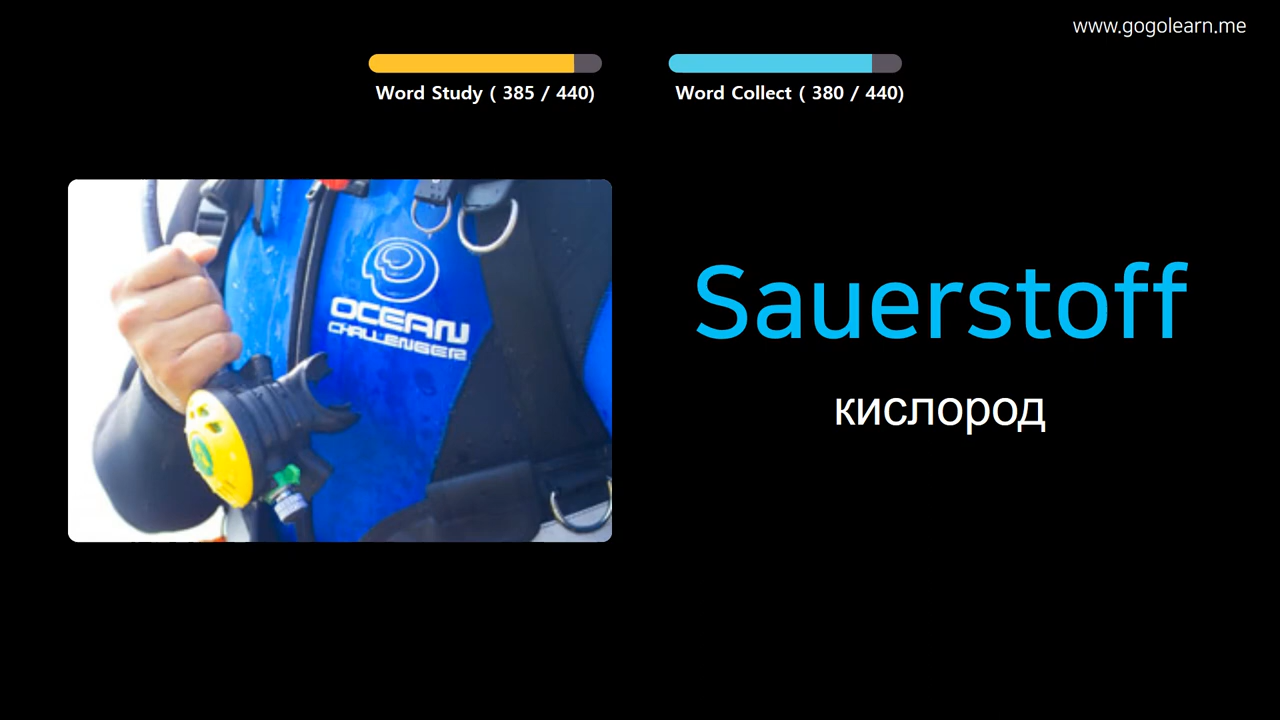 www.gogolearn.me
Word Study ( 385 / 440)
Word Collect ( 380 / 440)
OCEAN
CHALLENGER
Sauerstoff
кислород